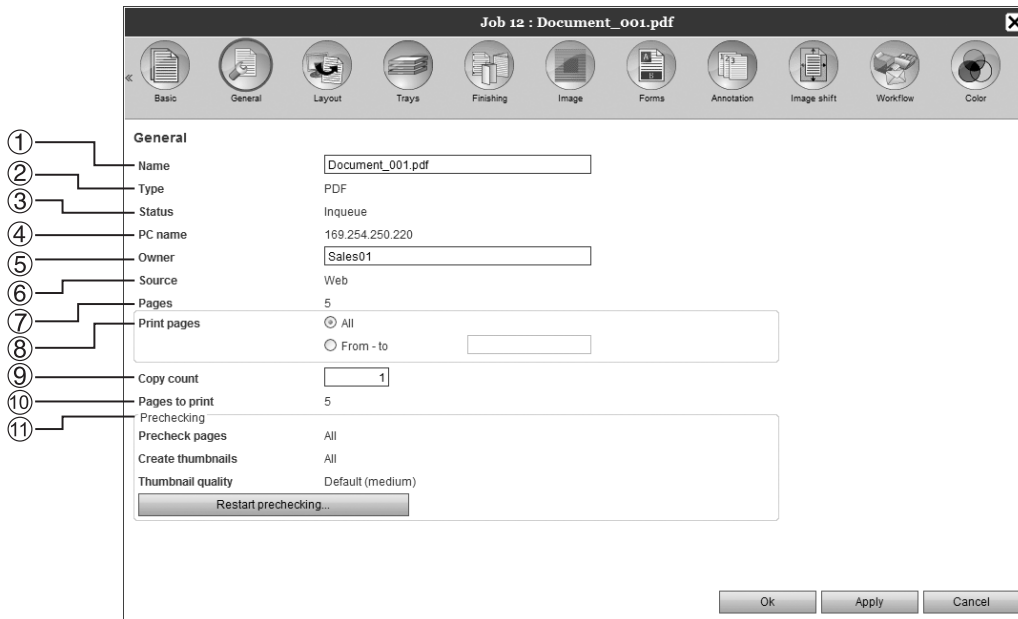 Job 12 : Document_001.pdf
« Basic General Layout Trays Finishing Image Forms Annotation Image shift Workflow Color
General
① Name Document_001.pdf
② Type PDF
③ Status Inqueue
④ PC name 169.254.250.220
⑤ Owner Sales01
⑥ Source Web
⑦ Pages 5
⑧ Print pages All
From - to
⑨ Copy count 1
⑩ Pages to print 5
⑪ Prechecking
Precheck pages All
Create thumbnails All
Thumbnail quality Default (medium)
Restart prechecking...
Ok Apply Cancel